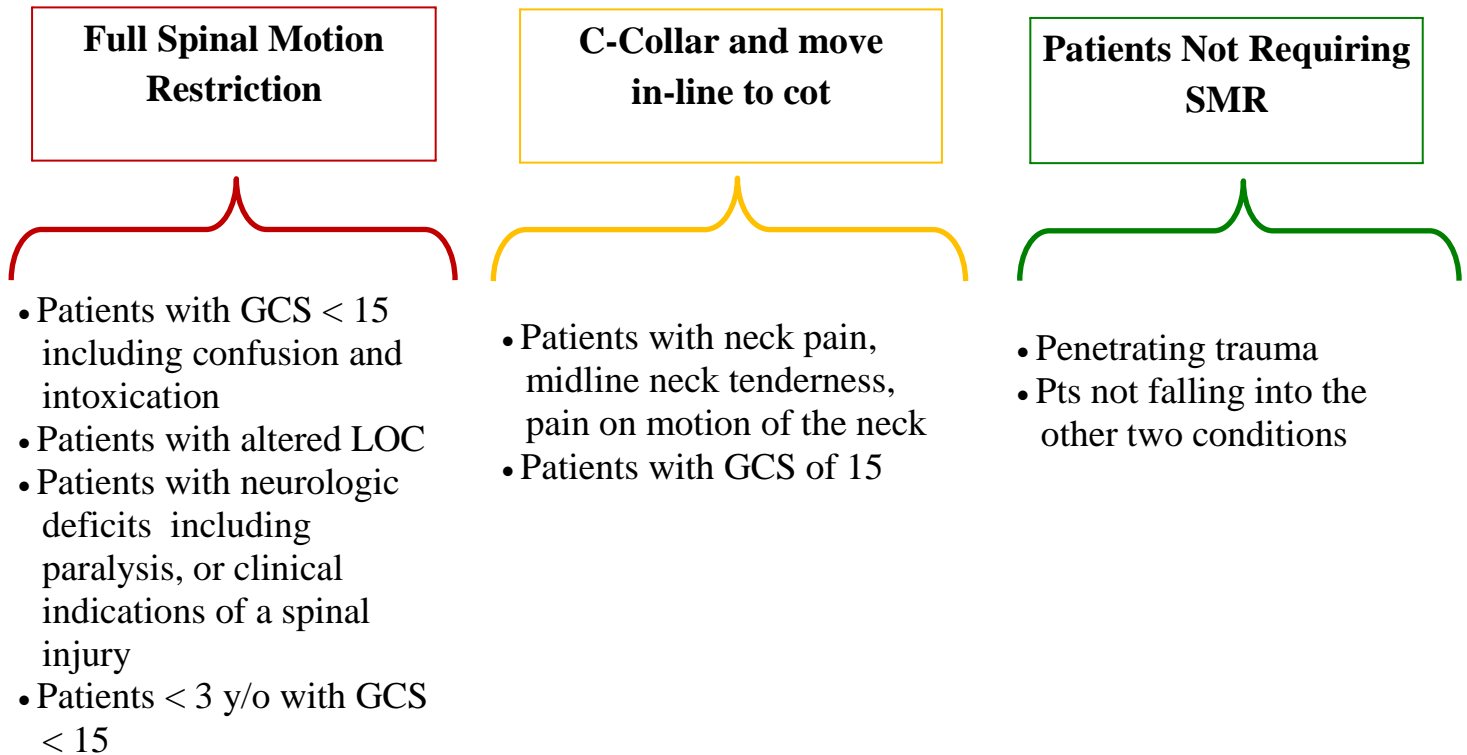 Full Spinal Motion
Restriction
• Patients with GCS < 15
including confusion and
intoxication
• Patients with altered LOC
• Patients with neurologic
deficits including
paralysis, or clinical
indications of a spinal
injury
• Patients < 3 y/o with GCS
< 15
C-Collar and move
in-line to cot
• Patients with neck pain,
midline neck tenderness,
pain on motion of the neck
• Patients with GCS of 15
Patients Not Requiring
SMR
• Penetrating trauma
• Pts not falling into the
other two conditions